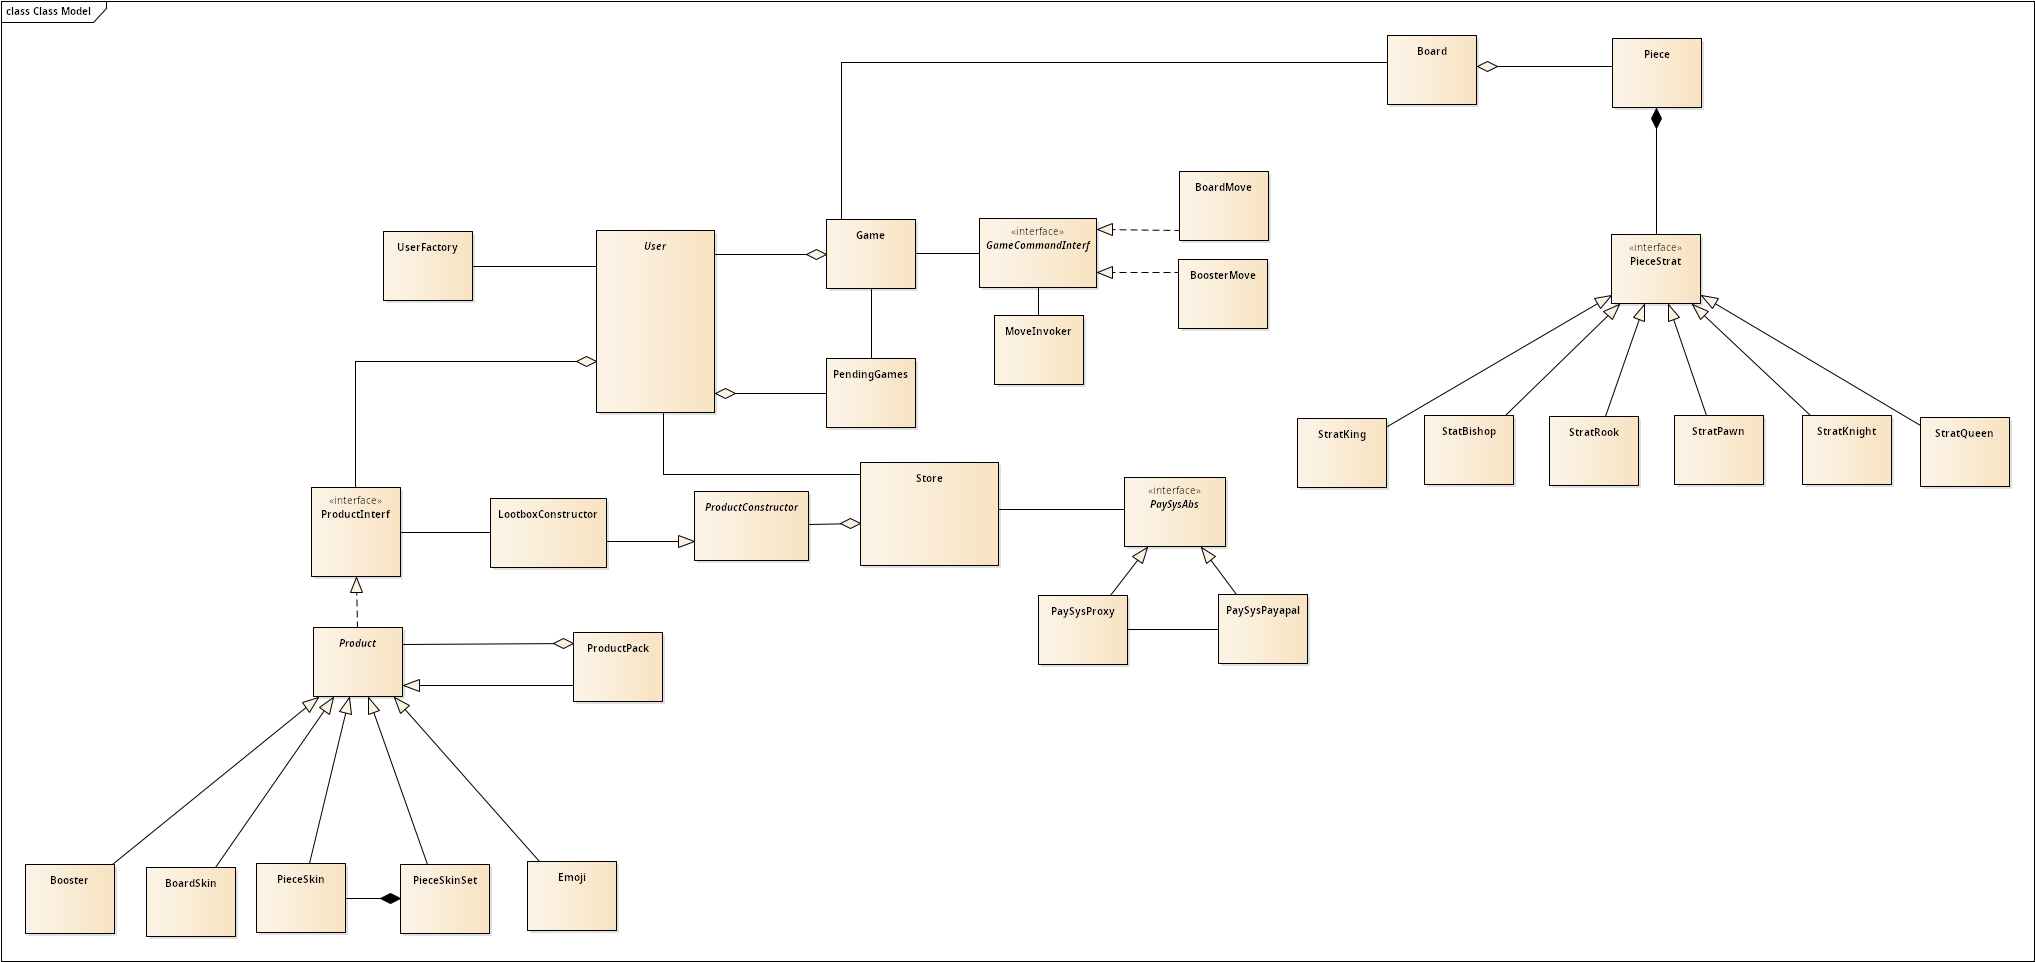 class Class Model
Board
Piece
BoardMove
UserFactory
User
Game
«interface»
GameCommandInterf
BoosterMove
«interface»
PieceStrat
MoveInvoker
PendingGames
StratKing
StatBishop
StratRook
StratPawn
StratKnight
StratQueen
«interface»
ProductInterf
LootboxConstructor
ProductConstructor
Store
«interface»
PaySysAbs
PaySysProxy
PaySysPayapal
Product
ProductPack
Booster
BoardSkin
PieceSkin
PieceSkinSet
Emoji